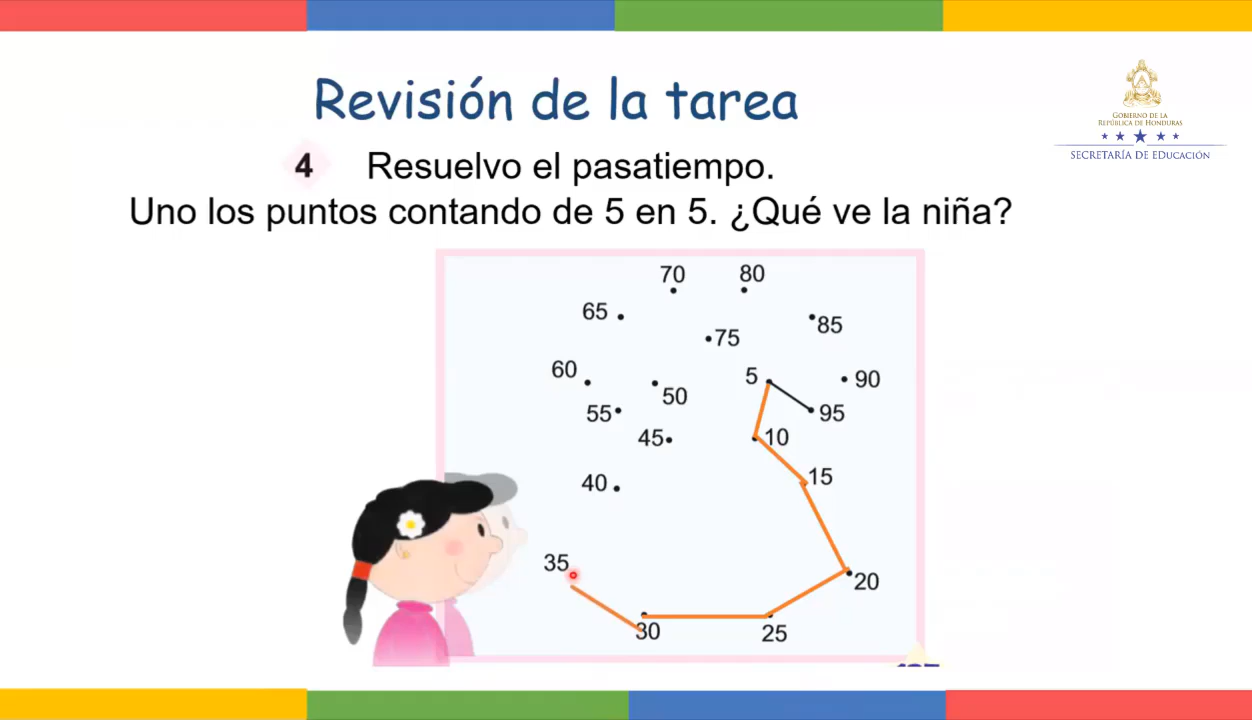 Revisión de la tarea
GOBIERNO DE LA
REPÚBLICA DE HONDURAS
SECRETARÍA DE EDUCACIÓN
4 Resuelvo el pasatiempo.
Uno los puntos contando de 5 en 5. ¿Qué ve la niña?
70 80
65 85
75
60 5 90
50
55 95
45 10
40 15
35
20
30 25